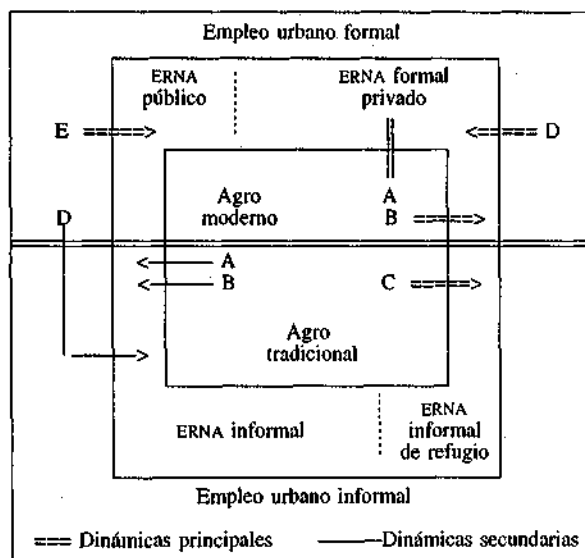 Empleo urbano formal
ERNA público
ERNA formal privado
E
D
Agro moderno
A
D
B
A
B
C
Agro tradicional
ERNA informal
ERNA informal de refugio
Empleo urbano informal
Dinámicas principales
Dinámicas secundarias